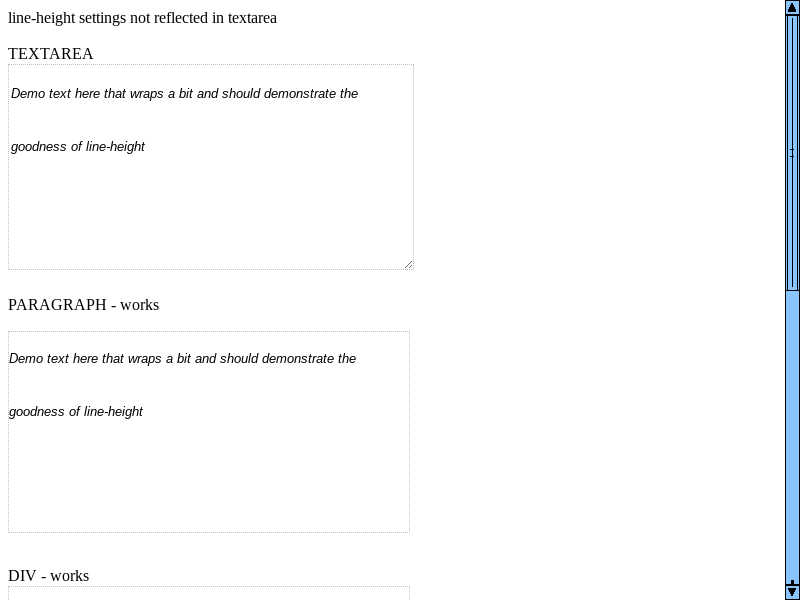 line-height settings not reflected in textarea
TEXTAREA
Demo text here that wraps a bit and should demonstrate the
goodness of line-height
PARAGRAPH - works
Demo text here that wraps a bit and should demonstrate the
goodness of line-height
DIV - works